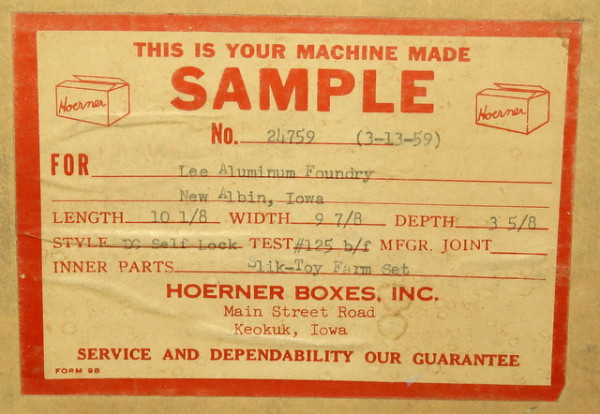 THIS IS YOUR MACHINE MADE
SAMPLE
Hoerner
Hoerner
No. 24759 (3-13-59)
FOR Lee Aluminum Foundry
New Albin, Iowa
LENGTH 10 1/8 WIDTH 9 7/8 DEPTH 3 5/8
STYLE DC Self Lock TEST #125 b/f MFGR. JOINT
INNER PARTS Slik-Toy Farm Set
HOERNER BOXES, INC.
Main Street Road
Keokuk, Iowa
SERVICE AND DEPENDABILITY OUR GUARANTEE
FORM 98